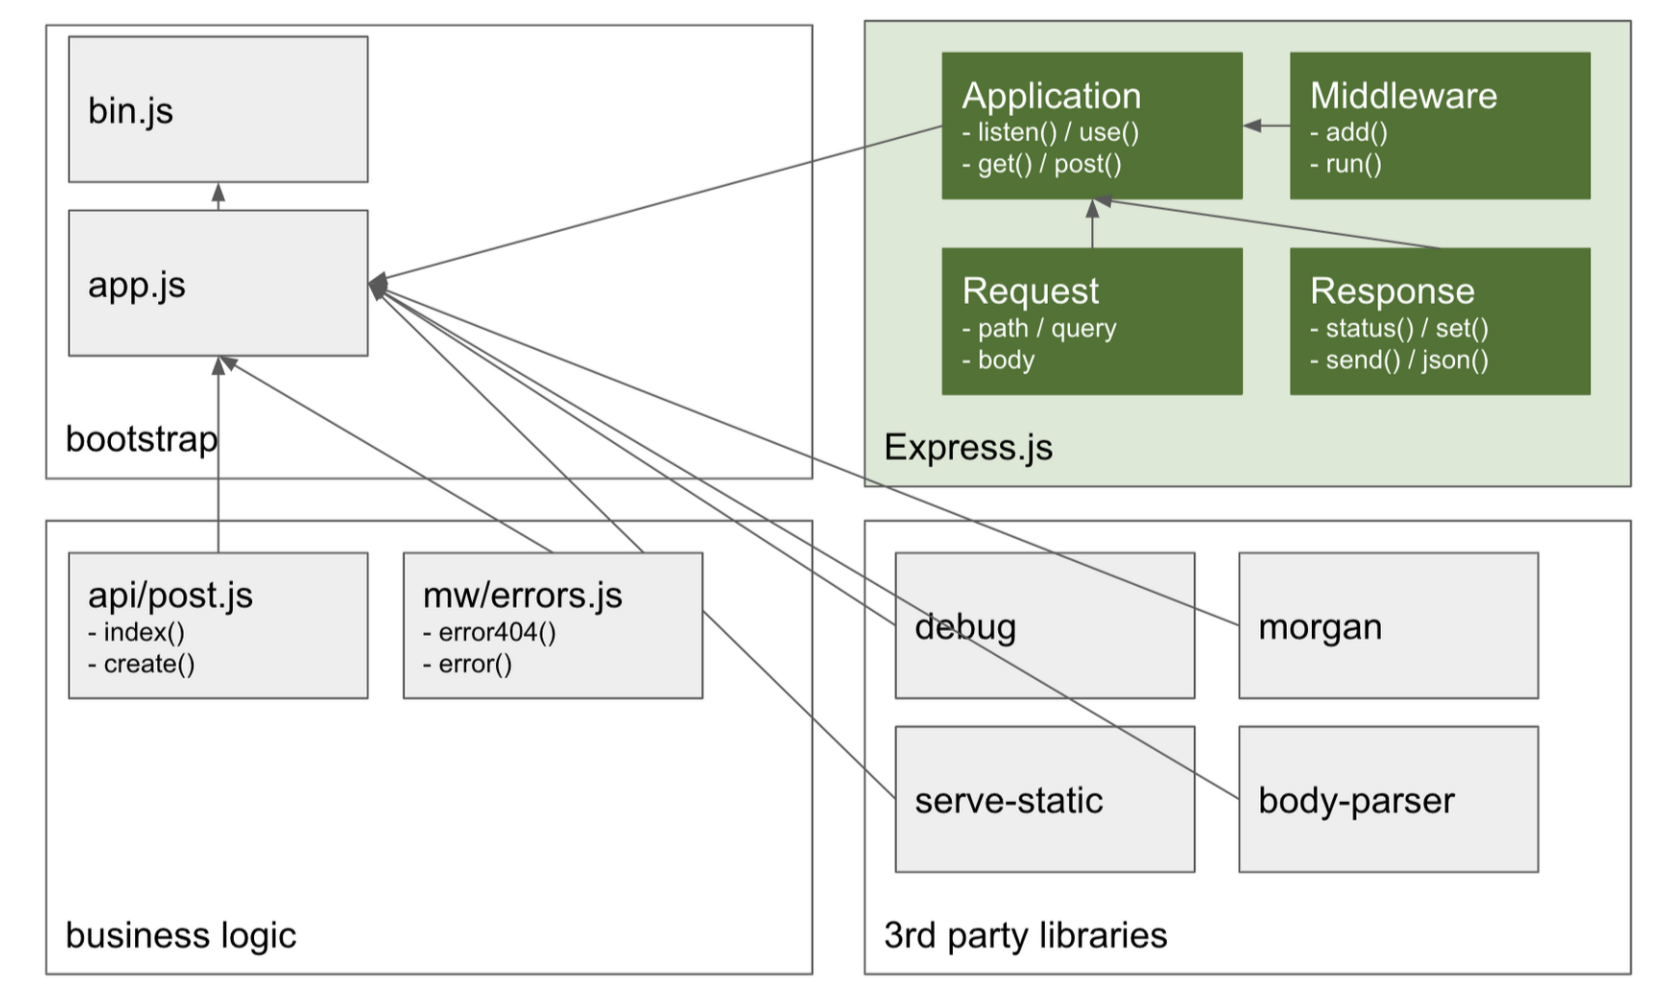 bin.js
app.js
bootstrap
Application
- listen() / use()
- get() / post()
Middleware
- add()
- run()
Request
- path / query
- body
Response
- status() / set()
- send() / json()
Express.js
api/post.js
- index()
- create()
mw/errors.js
- error404()
- error()
business logic
debug
morgan
serve-static
body-parser
3rd party libraries